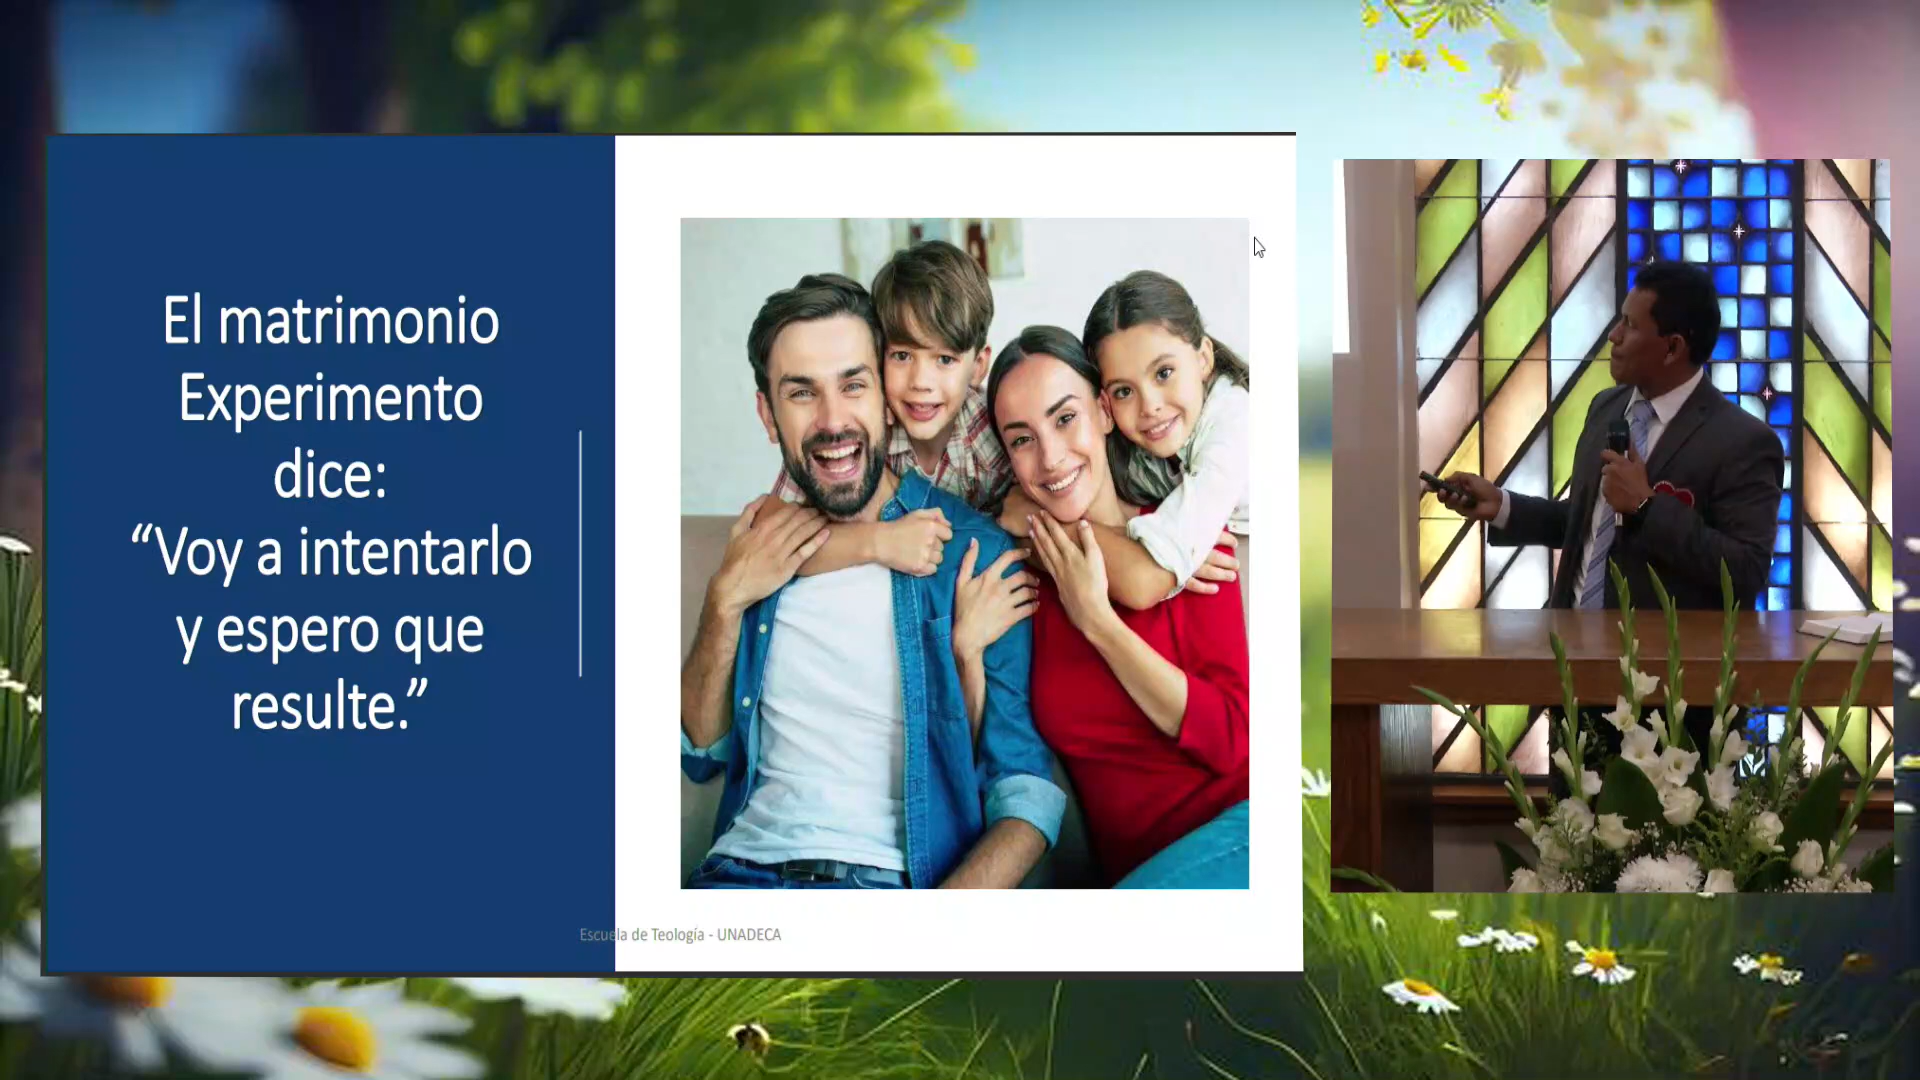 El matrimonio
Experimento
dice:
“Voy a intentarlo
y espero que
resulte.”
Escuela de Teología - UNADECA